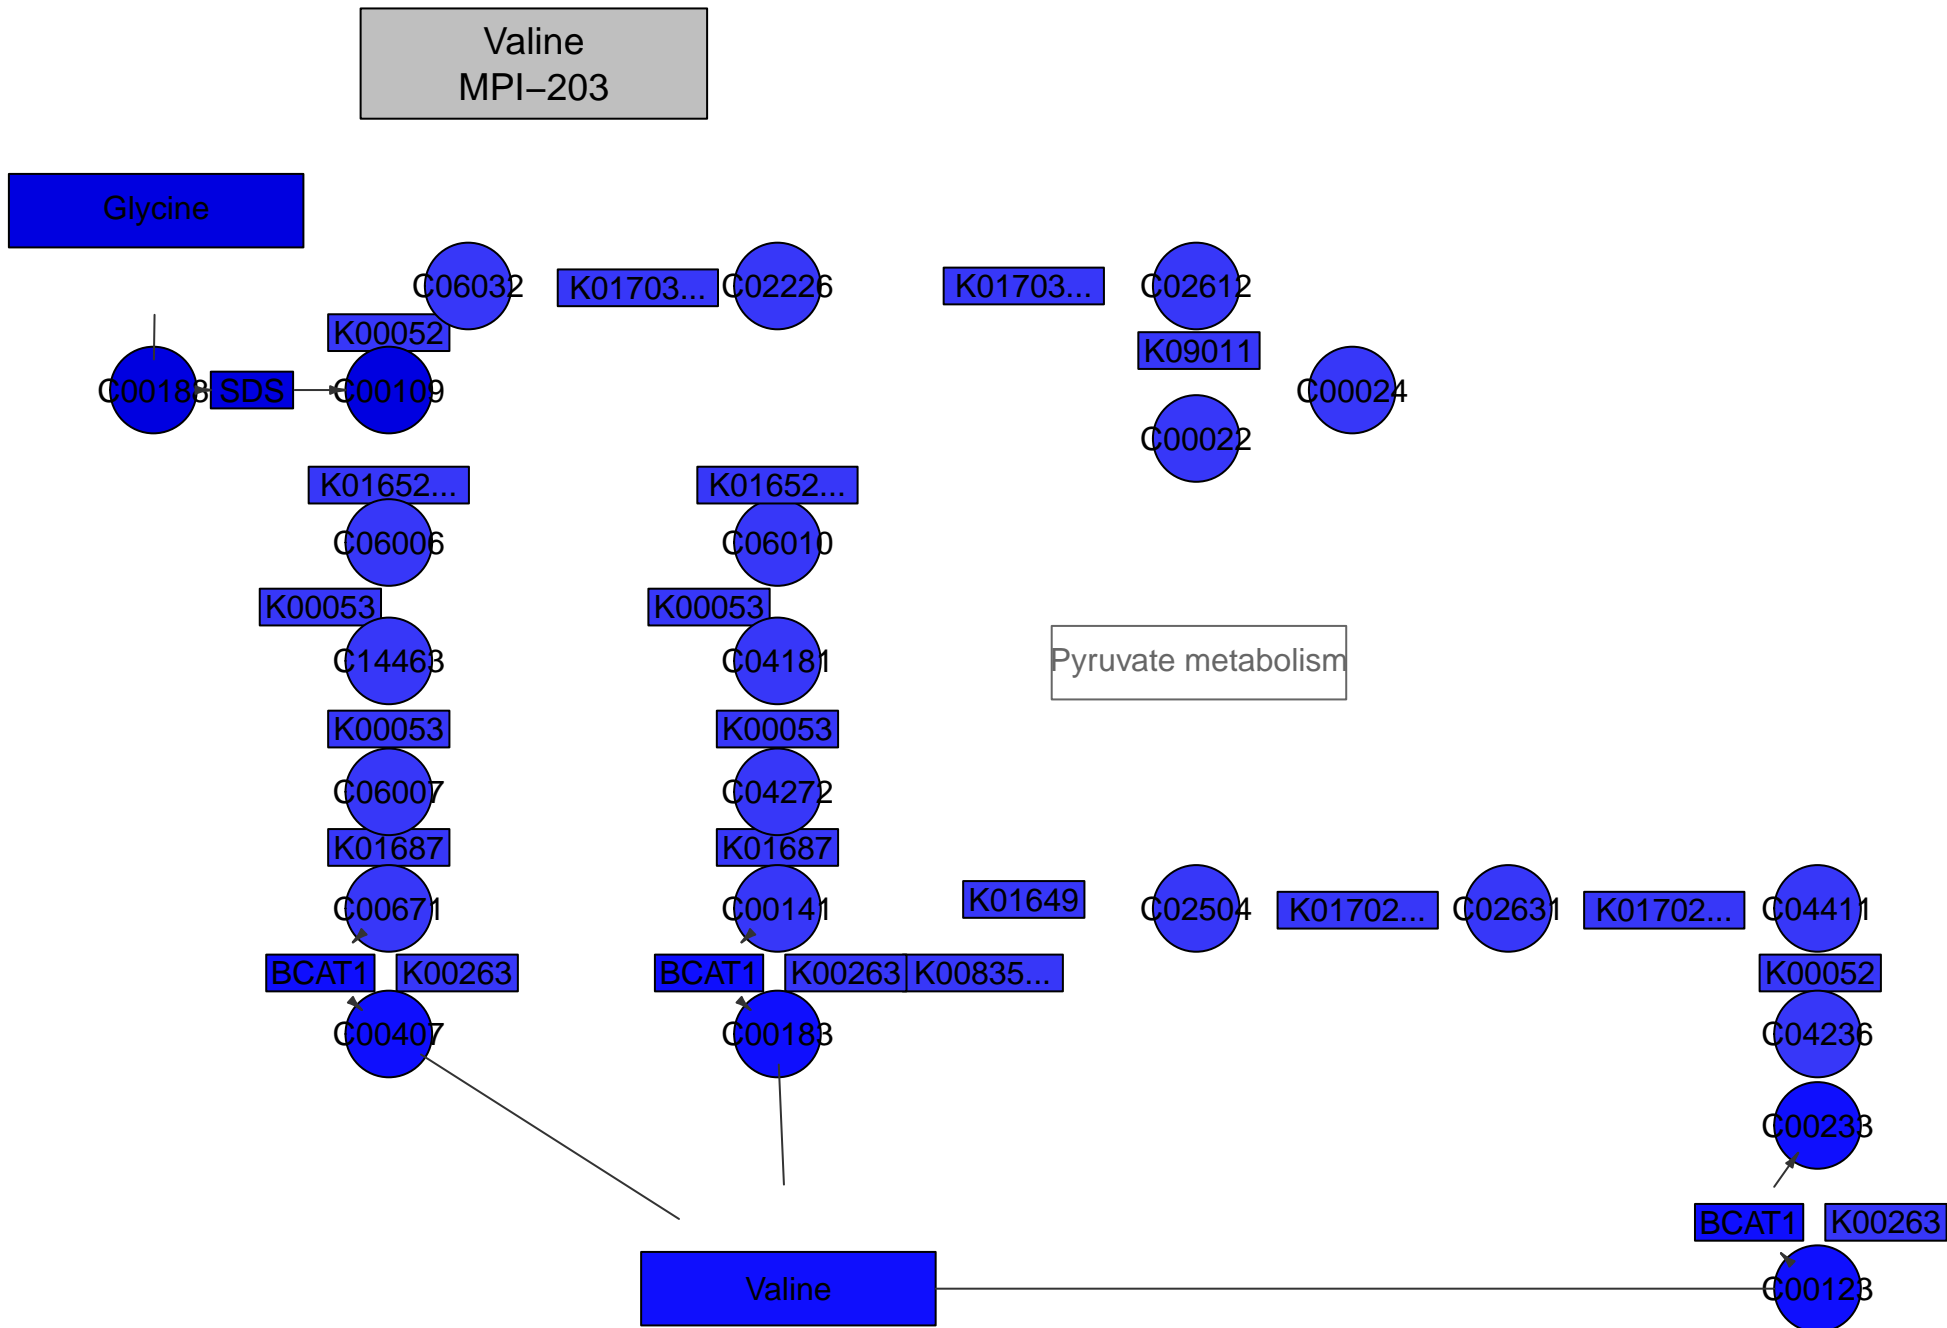 Valine
MPI−203
Glycine
C06032
K01703...
C02226
K01703...
C02612
K00052
K09011
C00188
SDS
C00109
C00024
C00022
K01652...
K01652...
C06006
C06010
K00053
K00053
C14463
C04181
Pyruvate metabolism
K00053
K00053
C06007
C04272
K01687
K01687
C00671
C00141
K01649
C02504
K01702...
C02631
K01702...
C04411
BCAT1
K00263
BCAT1
K00263
K00835...
K00052
C00407
C00183
C04236
C00233
BCAT1
K00263
Valine
C00123